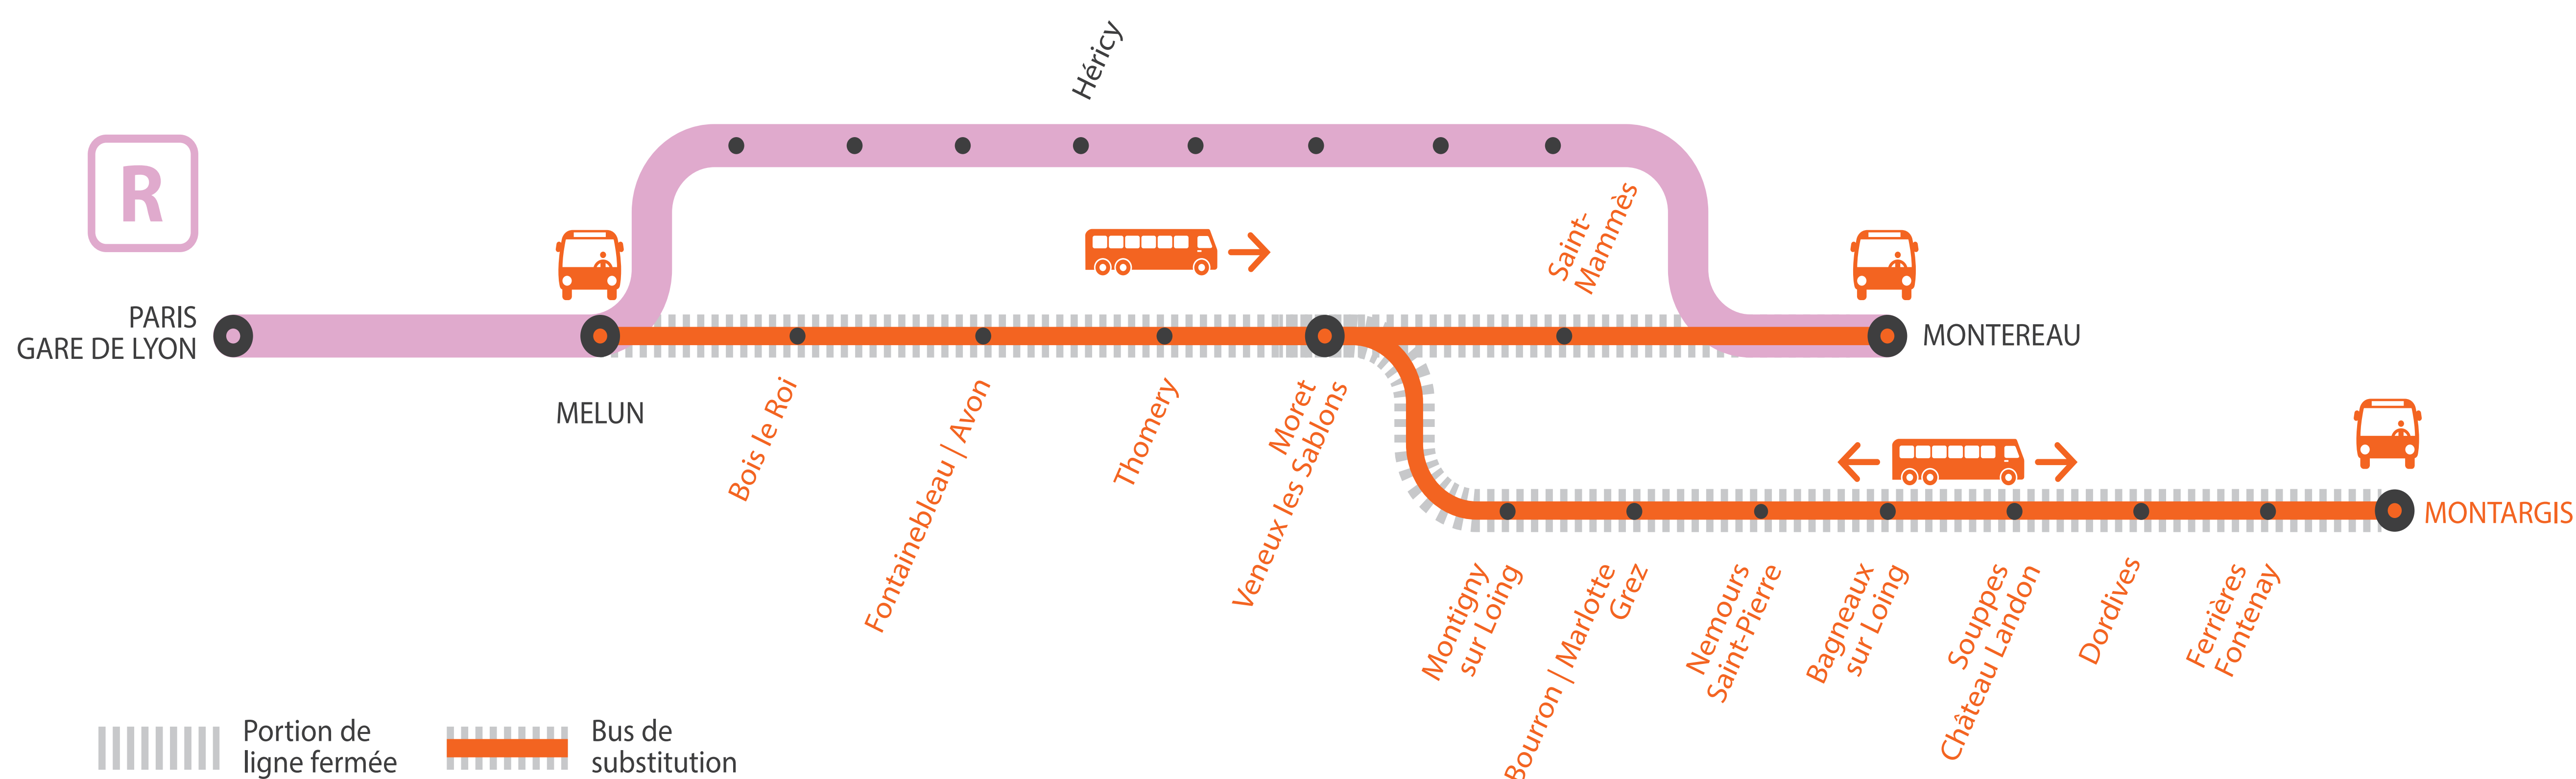 Héricy
R
Saint-
Mammès
PARIS
GARE DE LYON
MONTEREAU
MELUN
Bois le Roi
Fontainebleau | Avon
Thomery
Moret
Veneux les Sablons
MONTARGIS
Montigny
sur Loing
Bourron | Marlotte
Grez
Nemours
Saint-Pierre
Bagneaux
sur Loing
Souppes
Château Landon
Dordives
Ferrières
Fontenay
Portion de
ligne fermée
Bus de
substitution